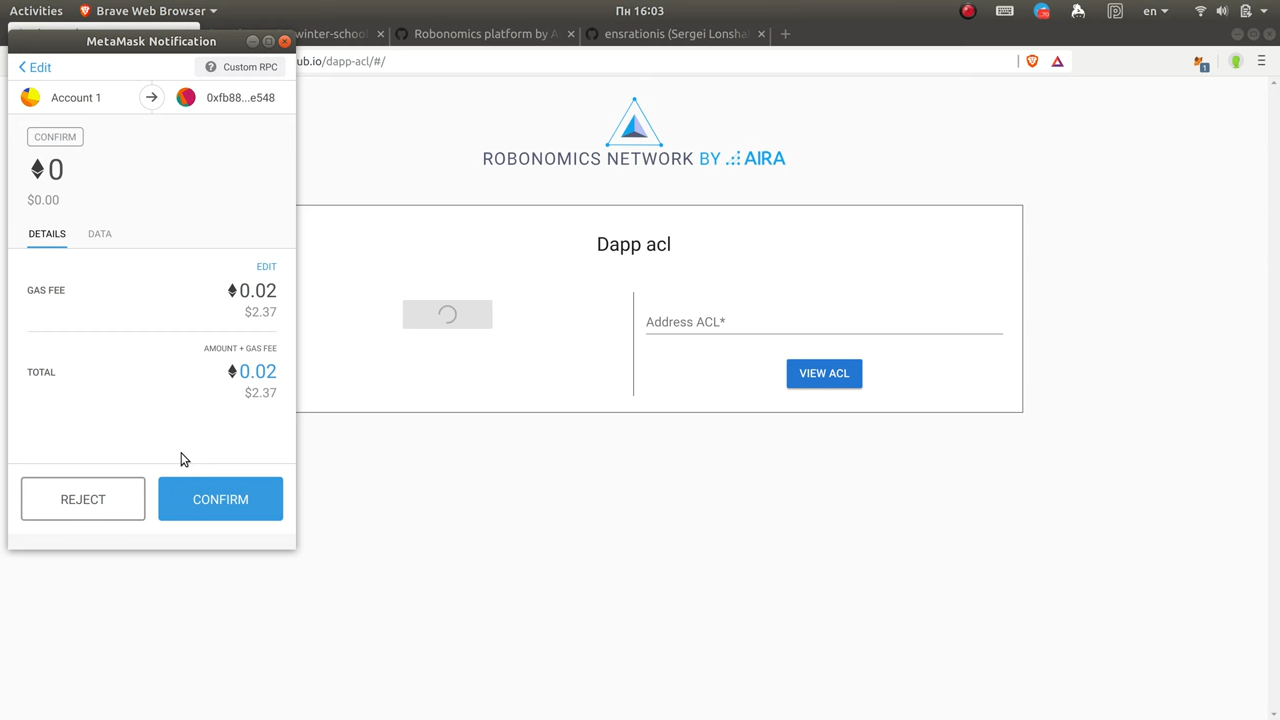 Activities
Brave Web Browser
Пн 16:03
en
MetaMask Notification
winter-school
Robonomics platform by A
ensrationis (Sergei Lonshal
Edit
Custom RPC
ub.io/dapp-acl/#/
1
Account 1
0xfb88...e548
CONFIRM
0
$0.00
DETAILS
DATA
EDIT
GAS FEE
0.02
$2.37
AMOUNT + GAS FEE
TOTAL
0.02
$2.37
REJECT
CONFIRM
ROBONOMICS NETWORK BY AIRA
Dapp acl
Address ACL*
VIEW ACL